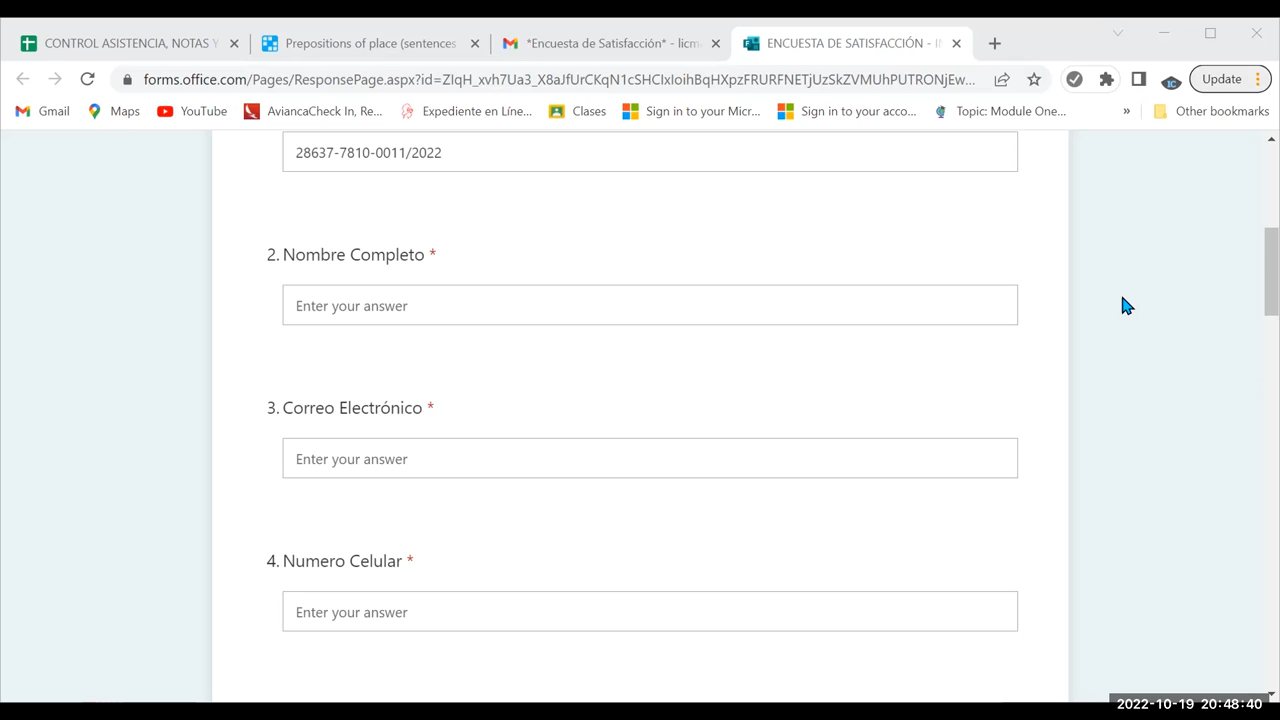 CONTROL ASISTENCIA, NOTAS Y
Prepositions of place (sentences
*Encuesta de Satisfacción* - licm
ENCUESTA DE SATISFACCIÓN - IN
forms.office.com/Pages/ResponsePage.aspx?id=ZIqH_xvh7Ua3_X8aJfUrCKqN1cSHCIxIoihBqHXpzFRURFNETjUzSkZVMUhPUTRONjEw...
Update
Gmail
Maps
YouTube
AviancaCheck In, Re...
Expediente en Líne...
Clases
Sign in to your Micr...
Sign in to your acco...
Topic: Module One...
»
Other bookmarks
28637-7810-0011/2022
2. Nombre Completo *
Enter your answer
3. Correo Electrónico *
Enter your answer
4. Numero Celular *
Enter your answer
2022-10-19 20:48:40